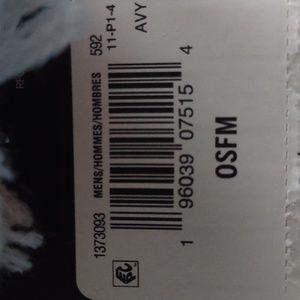 592
1373093 MENS/HOMMES/HOMBRES
11-P1-4
AVY
1 96039 07515 4
OSFM